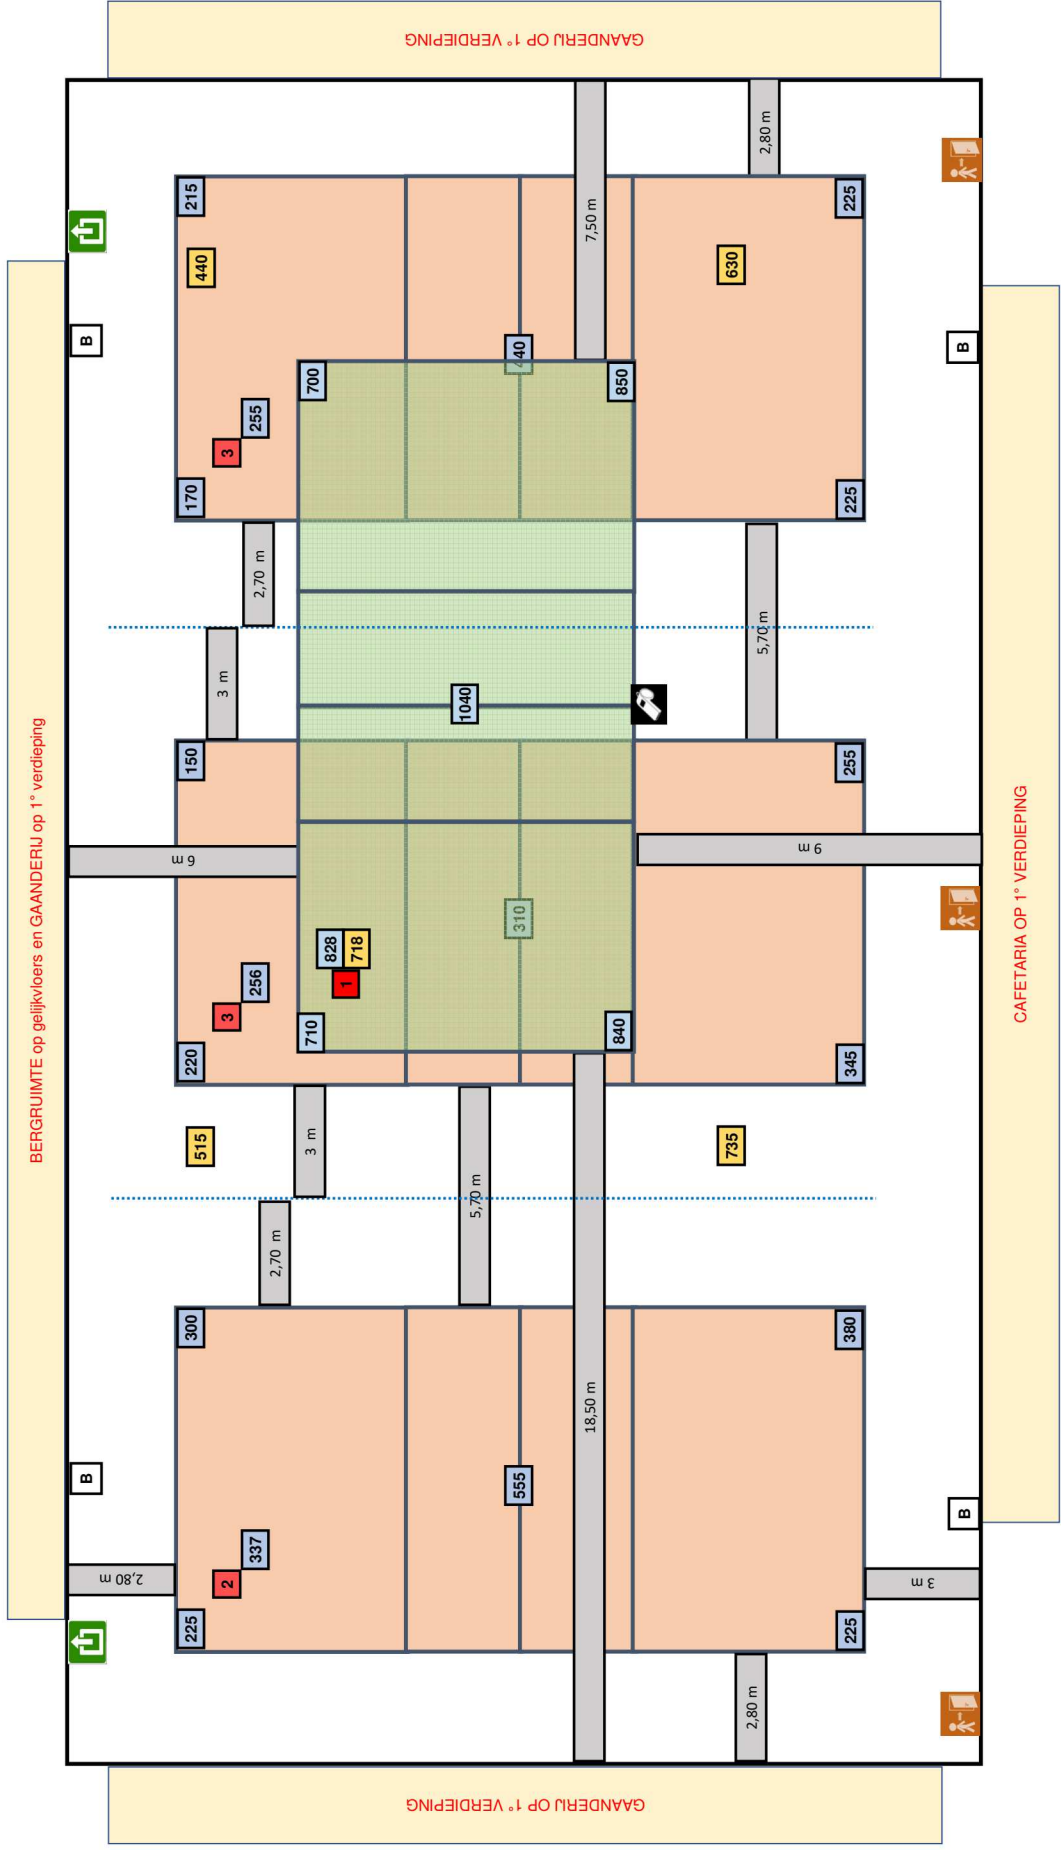 BERGRUIMTE op gelijkvloers en GAANDERIJ op 1° verdieping
GAANDERIJ OP 1° VERDIEPING
GAANDERIJ OP 1° VERDIEPING
B
B
2,80 m
6 m
225
300
220
150
170
215
515
440
3 m
2
3
3
337
256
255
2,70 m
2,70 m
3 m
710
700
828
1
718
1040
5,70 m
555
310
440
18,50 m
7,50 m
840
850
735
630
2,80 m
5,70 m
2,80 m
9 m
225
380
345
255
225
225
3 m
B
B
CAFETARIA OP 1° VERDIEPING